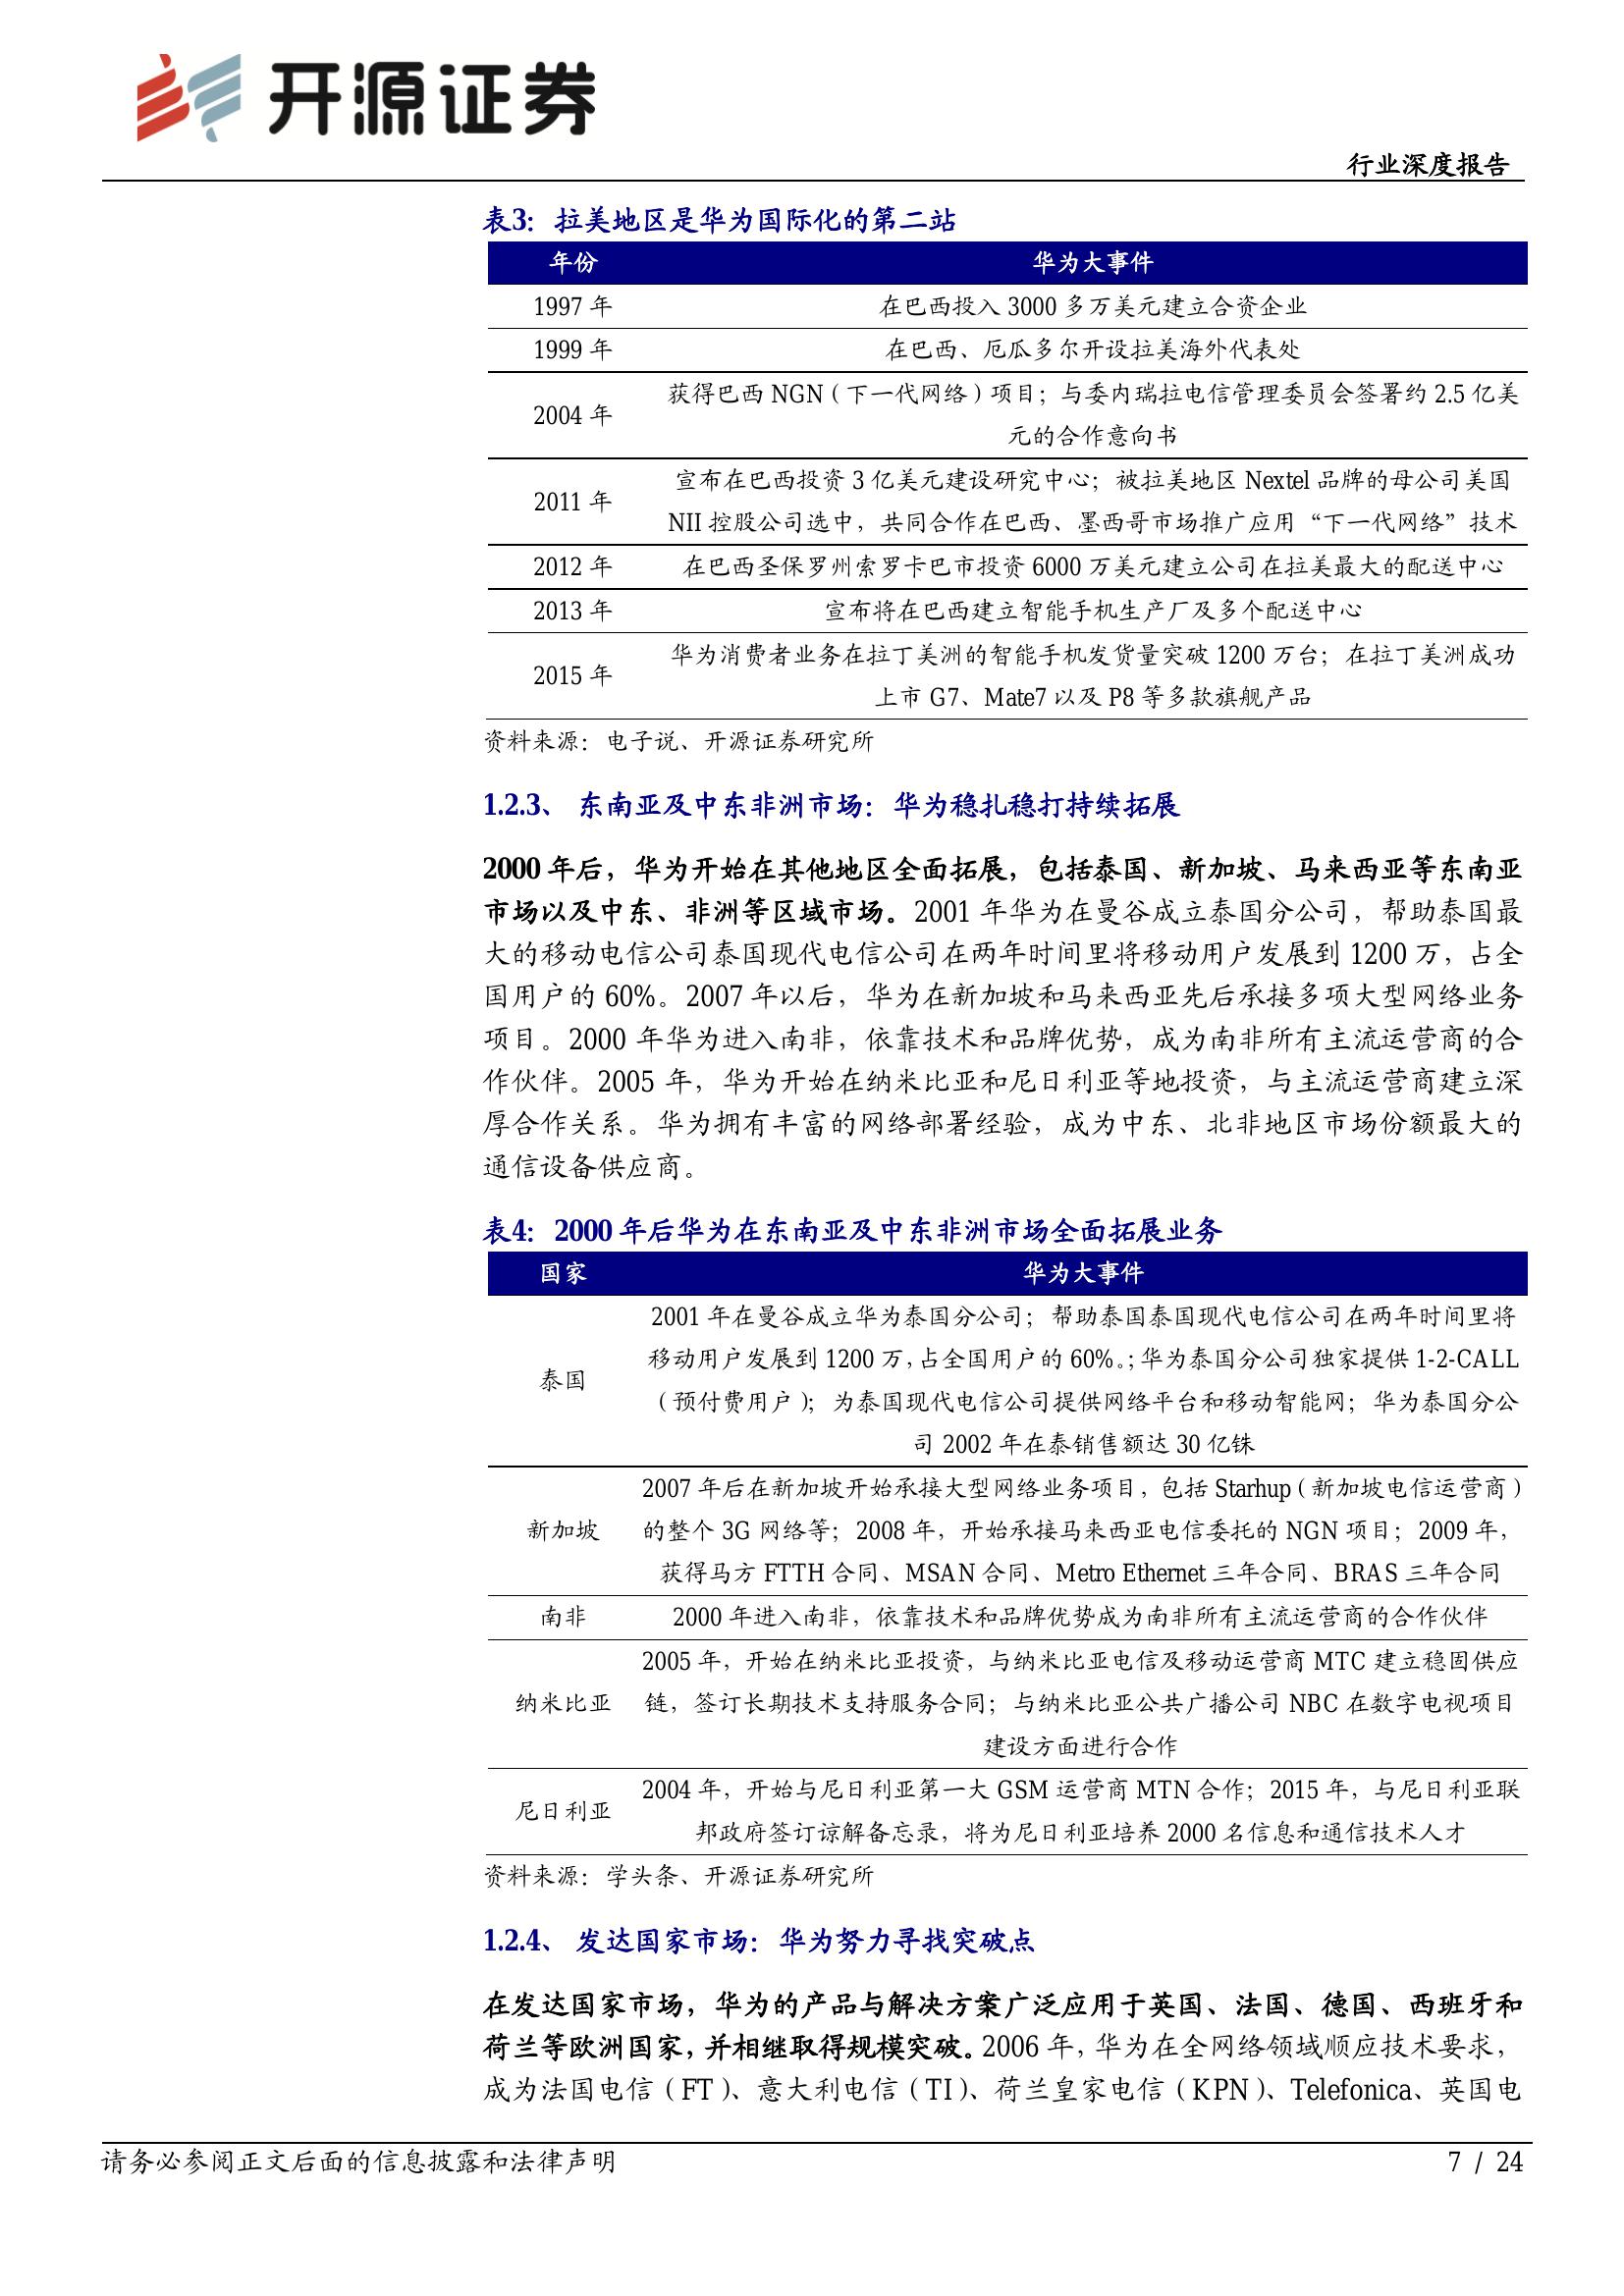 开源证券
行业深度报告
表3: 拉美地区是华为国际化的第二站
年份 华为大事件
1997 年 在巴西投入 3000 多万美元建立合资企业
1999 年 在巴西、厄瓜多尔开设拉美海外代表处
2004 年 获得巴西 NGN（下一代网络）项目；与委内瑞拉电信管理委员会签署约 2.5 亿美
元的合作意向书
2011 年 宣布在巴西投资 3 亿美元建设研究中心；被拉美地区 Nextel 品牌的母公司美国
NII 控股公司选中，共同合作在巴西、墨西哥市场推广应用“下一代网络”技术
2012 年 在巴西圣保罗州索罗卡巴市投资 6000 万美元建立公司在拉美最大的配送中心
2013 年 宣布将在巴西建立智能手机生产厂及多个配送中心
2015 年 华为消费者业务在拉丁美洲的智能手机发货量突破 1200 万台；在拉丁美洲成功
上市 G7、Mate7 以及 P8 等多款旗舰产品
资料来源：电子说、开源证券研究所
1.2.3、 东南亚及中东非洲市场：华为稳扎稳打持续拓展
2000 年后，华为开始在其他地区全面拓展，包括泰国、新加坡、马来西亚等东南亚
市场以及中东、非洲等区域市场。2001 年华为在曼谷成立泰国分公司，帮助泰国最
大的移动电信公司泰国现代电信公司在两年时间里将移动用户发展到 1200 万，占全
国用户的 60%。2007 年以后，华为在新加坡和马来西亚先后承接多项大型网络业务
项目。2000 年华为进入南非，依靠技术和品牌优势，成为南非所有主流运营商的合
作伙伴。2005 年，华为开始在纳米比亚和尼日利亚等地投资，与主流运营商建立深
厚合作关系。华为拥有丰富的网络部署经验，成为中东、北非地区市场份额最大的
通信设备供应商。
表4: 2000 年后华为在东南亚及中东非洲市场全面拓展业务
国家 华为大事件
泰国 2001 年在曼谷成立华为泰国分公司；帮助泰国泰国现代电信公司在两年时间里将
移动用户发展到 1200 万，占全国用户的 60%。；华为泰国分公司独家提供 1-2-CALL
（预付费用户）；为泰国现代电信公司提供网络平台和移动智能网；华为泰国分公
司 2002 年在泰销售额达 30 亿铢
新加坡 2007 年后在新加坡开始承接大型网络业务项目，包括 Starhup（新加坡电信运营商）
的整个 3G 网络等；2008 年，开始承接马来西亚电信委托的 NGN 项目；2009 年，
获得马方 FTTH 合同、MSAN 合同、Metro Ethernet 三年合同、BRAS 三年合同
南非 2000 年进入南非，依靠技术和品牌优势成为南非所有主流运营商的合作伙伴
纳米比亚 2005 年，开始在纳米比亚投资，与纳米比亚电信及移动运营商 MTC 建立稳固供应
链，签订长期技术支持服务合同；与纳米比亚公共广播公司 NBC 在数字电视项目
建设方面进行合作
尼日利亚 2004 年，开始与尼日利亚第一大 GSM 运营商 MTN 合作；2015 年，与尼日利亚联
邦政府签订谅解备忘录，将为尼日利亚培养 2000 名信息和通信技术人才
资料来源：学头条、开源证券研究所
1.2.4、 发达国家市场：华为努力寻找突破点
在发达国家市场，华为的产品与解决方案广泛应用于英国、法国、德国、西班牙和
荷兰等欧洲国家，并相继取得规模突破。2006 年，华为在全网络领域顺应技术要求，
成为法国电信（FT）、意大利电信（TI）、荷兰皇家电信（KPN）、Telefonica、英国电
请务必参阅正文后面的信息披露和法律声明 7 / 24